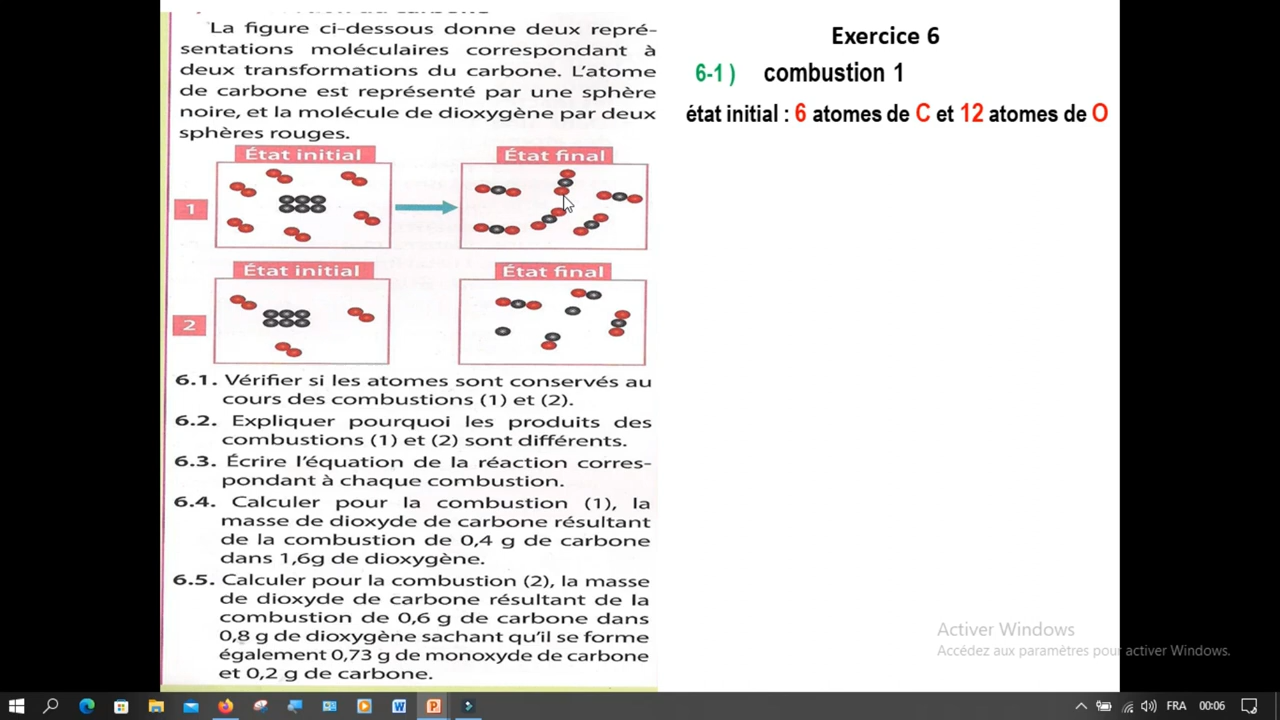 La figure ci-dessous donne deux repré-
sentations moléculaires correspondant à
deux transformations du carbone. L'atome
de carbone est représenté par une sphère
noire, et la molécule de dioxygène par deux
sphères rouges.
État initial
État final
1
État initial
État final
2
6.1. Vérifier si les atomes sont conservés au
cours des combustions (1) et (2).
6.2. Expliquer pourquoi les produits des
combustions (1) et (2) sont différents.
6.3. Écrire l'équation de la réaction corres-
pondant à chaque combustion.
6.4. Calculer pour la combustion (1), la
masse de dioxyde de carbone résultant
de la combustion de 0,4 g de carbone
dans 1,6g de dioxygène.
6.5. Calculer pour la combustion (2), la masse
de dioxyde de carbone résultant de la
combustion de 0,6 g de carbone dans
0,8 g de dioxygène sachant qu'il se forme
également 0,73 g de monoxyde de carbone
et 0,2 g de carbone.
Exercice 6
6-1 ) combustion 1
état initial : 6 atomes de C et 12 atomes de O
Activer Windows
Accédez aux paramètres pour activer Windows.
FRA 00:06